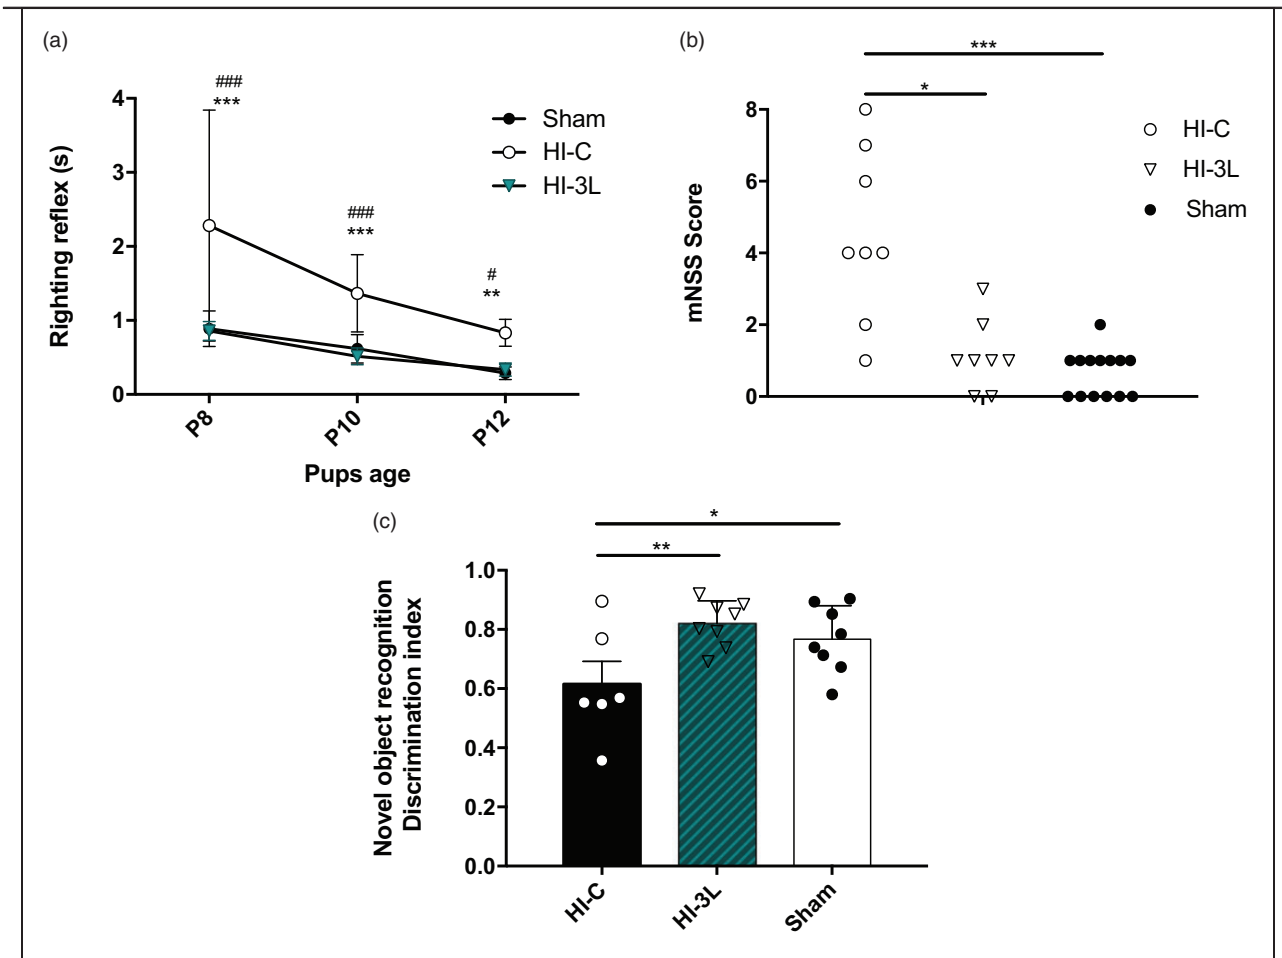 (a)
###
***
4
3
2
1
0
Righting reflex (s)
###
***
#
**
Sham
HI-C
HI-3L
P8
P10
P12
Pups age
(b)
***
*
8
6
4
2
0
mNSS Score
HI-C
HI-3L
Sham
(c)
*
**
1.0
0.8
0.6
0.4
0.2
0.0
Novel object recognition
Discrimination index
HI-C
HI-3L
Sham